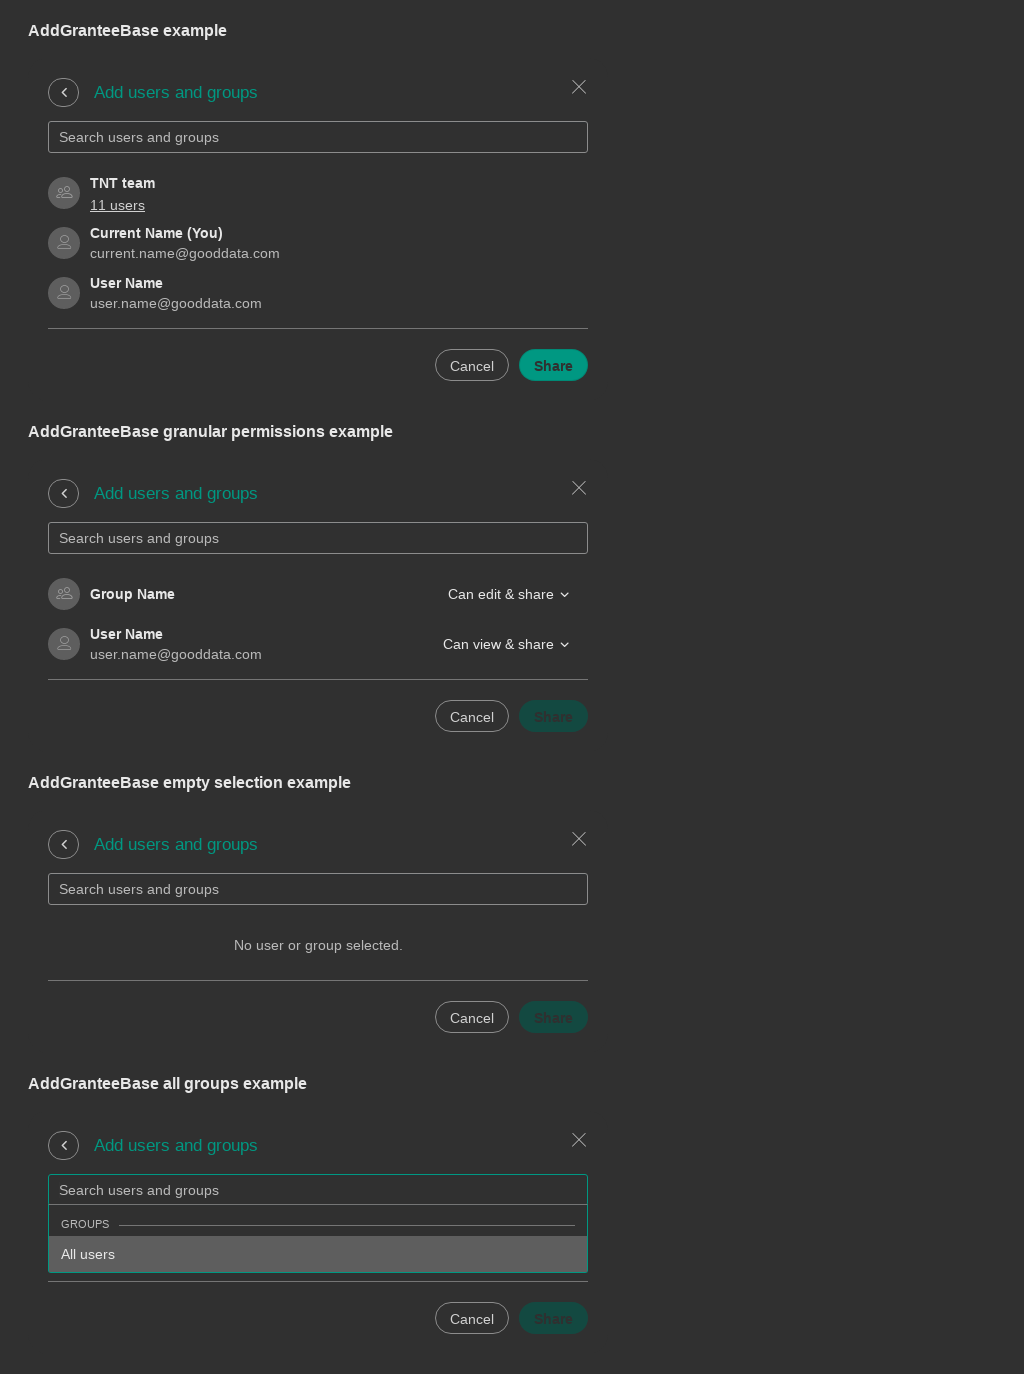 AddGranteeBase example
Add users and groups
Search users and groups
TNT team
11 users
Current Name (You)
current.name@gooddata.com
User Name
user.name@gooddata.com
Cancel
Share
AddGranteeBase granular permissions example
Add users and groups
Search users and groups
Group Name
Can edit & share
User Name
user.name@gooddata.com
Can view & share
Cancel
Share
AddGranteeBase empty selection example
Add users and groups
Search users and groups
No user or group selected.
Cancel
Share
AddGranteeBase all groups example
Add users and groups
Search users and groups
GROUPS
All users
Cancel
Share